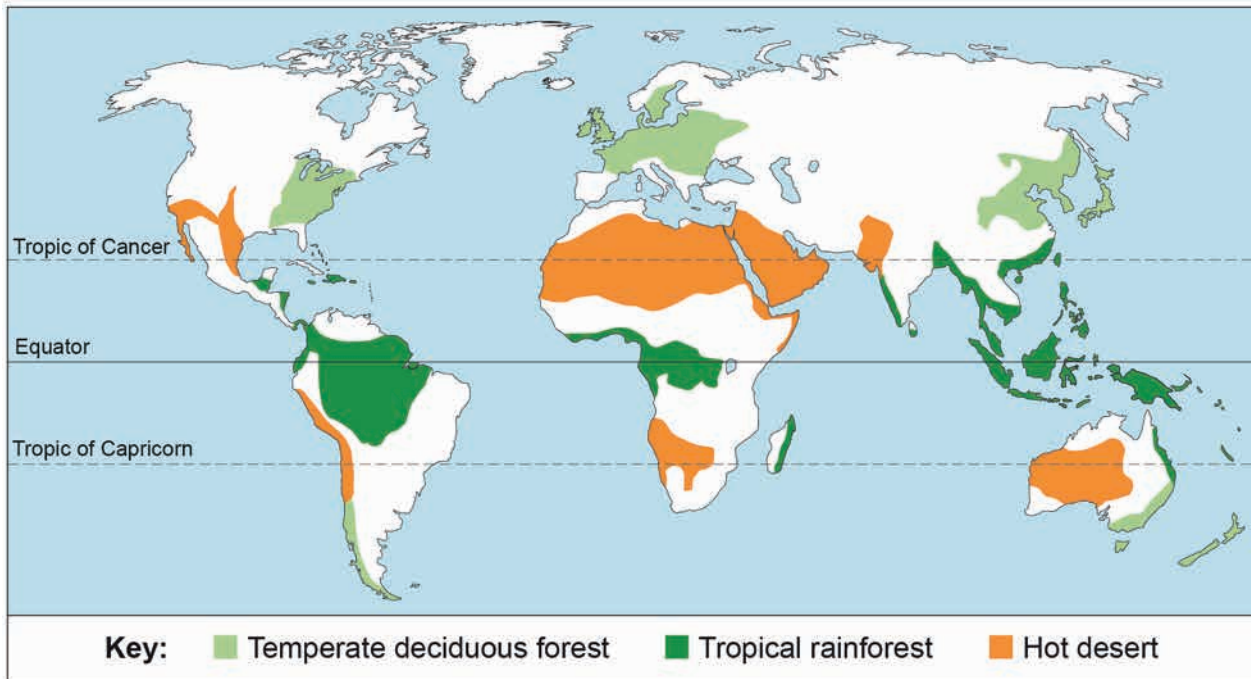 Tropic of Cancer
Equator
Tropic of Capricorn
Key: Temperate deciduous forest Tropical rainforest Hot desert